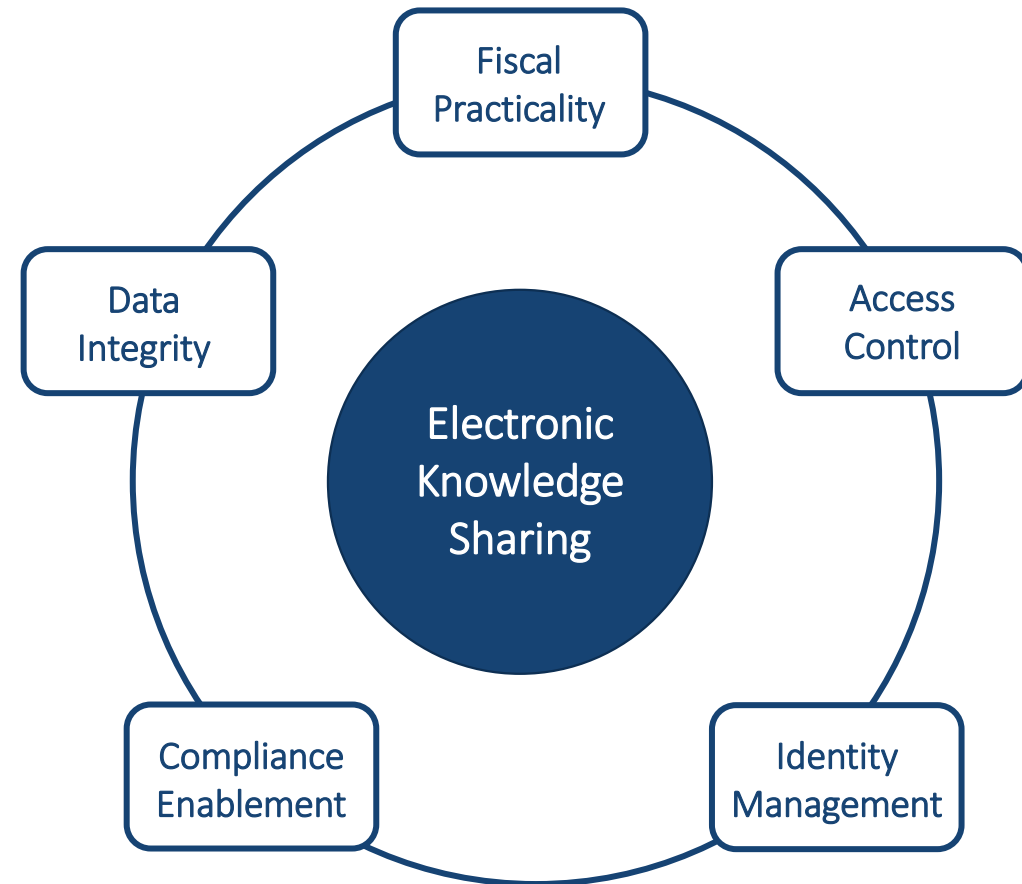 Fiscal
Practicality
Data
Integrity
Access
Control
Electronic
Knowledge
Sharing
Compliance
Enablement
Identity
Management